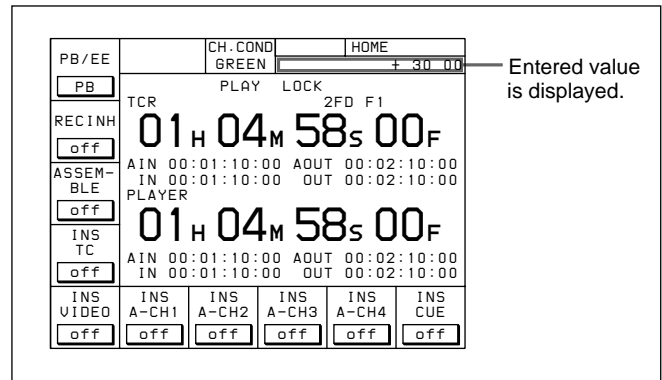 PB/EE
PB
CH.COND
GREEN
HOME
+ 30 00
Entered value
is displayed.
PLAY LOCK
TCR 2FD F1
01H 04M 58S 00F
AIN 00:01:10:00 AOUT 00:02:10:00
IN 00:01:10:00 OUT 00:02:10:00
PLAYER
01H 04M 58S 00F
AIN 00:01:10:00 AOUT 00:02:10:00
IN 00:01:10:00 OUT 00:02:10:00
RECINH
off
ASSEM-
BLE
off
INS
TC
off
INS
VIDEO
off
INS
A-CH1
off
INS
A-CH2
off
INS
A-CH3
off
INS
A-CH4
off
INS
CUE
off